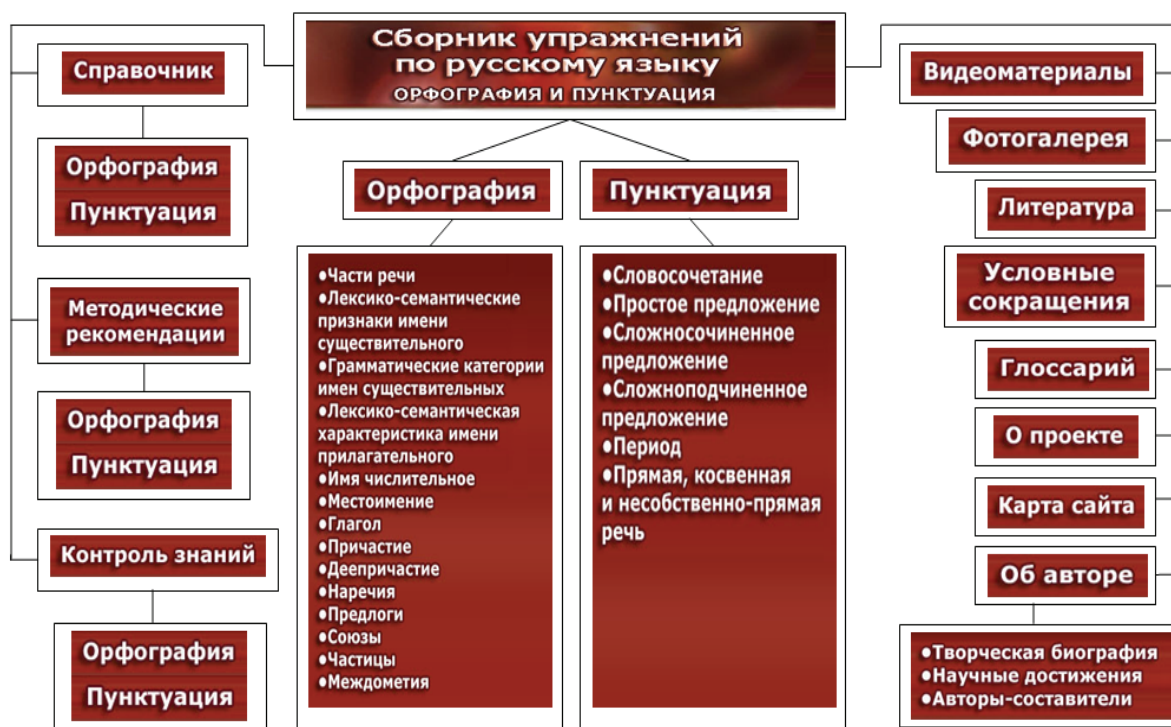 Сборник упражнений
по русскому языку
ОРФОГРАФИЯ И ПУНКТУАЦИЯ
Справочник
Орфография
Пунктуация
Методические
рекомендации
Орфография
Пунктуация
Контроль знаний
Орфография
Пунктуация
Орфография
●Части речи
●Лексико-семантические
признаки имени
существительного
●Грамматические категории
имен существительных
●Лексико-семантическая
характеристика имени
прилагательного
●Имя числительное
●Местоимение
●Глагол
●Причастие
●Деепричастие
●Наречия
●Предлоги
●Союзы
●Частицы
●Междометия
Пунктуация
●Словосочетание
●Простое предложение
●Сложносочиненное
предложение
●Сложноподчиненное
предложение
●Период
●Прямая, косвенная
и несобственно-прямая
речь
Видеоматериалы
Фотогалерея
Литература
Условные
сокращения
Глоссарий
О проекте
Карта сайта
Об авторе
●Творческая биография
●Научные достижения
●Авторы-составители